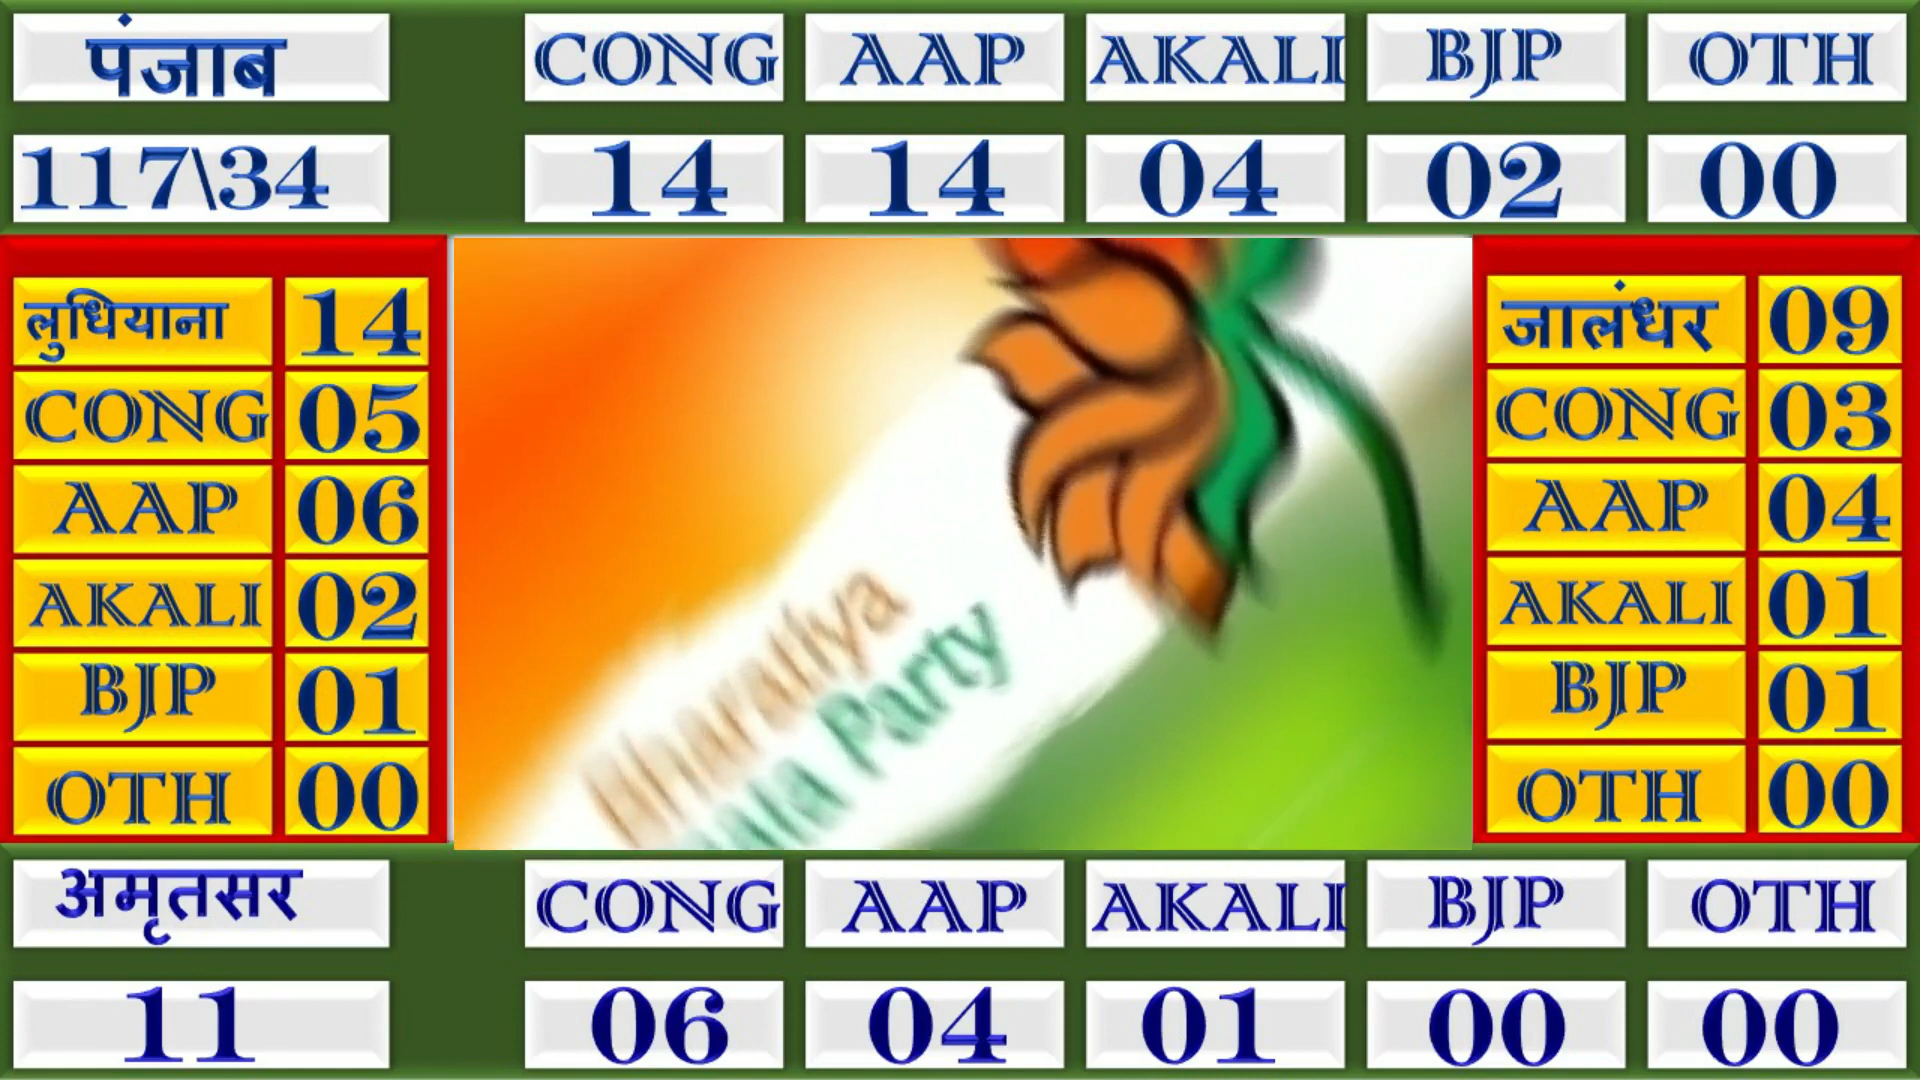 पंजाब CONG AAP AKALI BJP OTH
117\34 14 14 04 02 00
लुधियाना 14
CONG 05
AAP 06
AKALI 02
BJP 01
OTH 00
Party
जालंधर 09
CONG 03
AAP 04
AKALI 01
BJP 01
OTH 00
अमृतसर CONG AAP AKALI BJP OTH
11 06 04 01 00 00